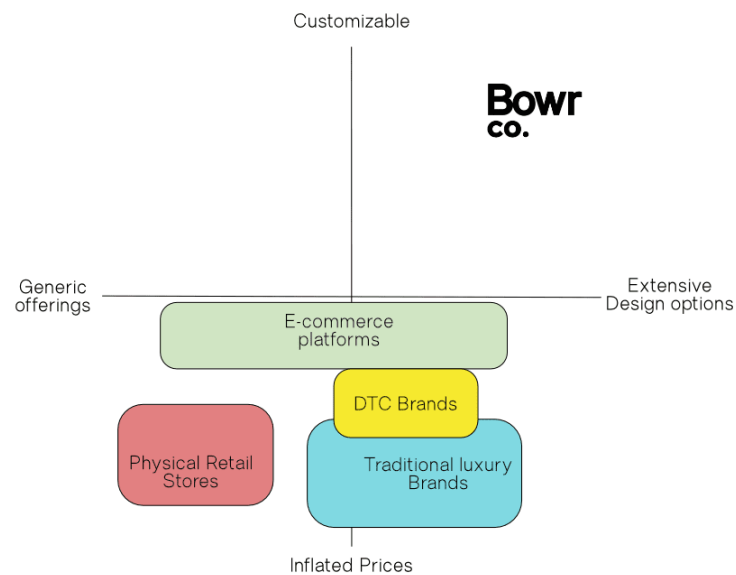 Customizable
Bowr
co.
Generic
offerings
Extensive
Design options
E-commerce
platforms
DTC Brands
Physical Retail
Stores
Traditional luxury
Brands
Inflated Prices